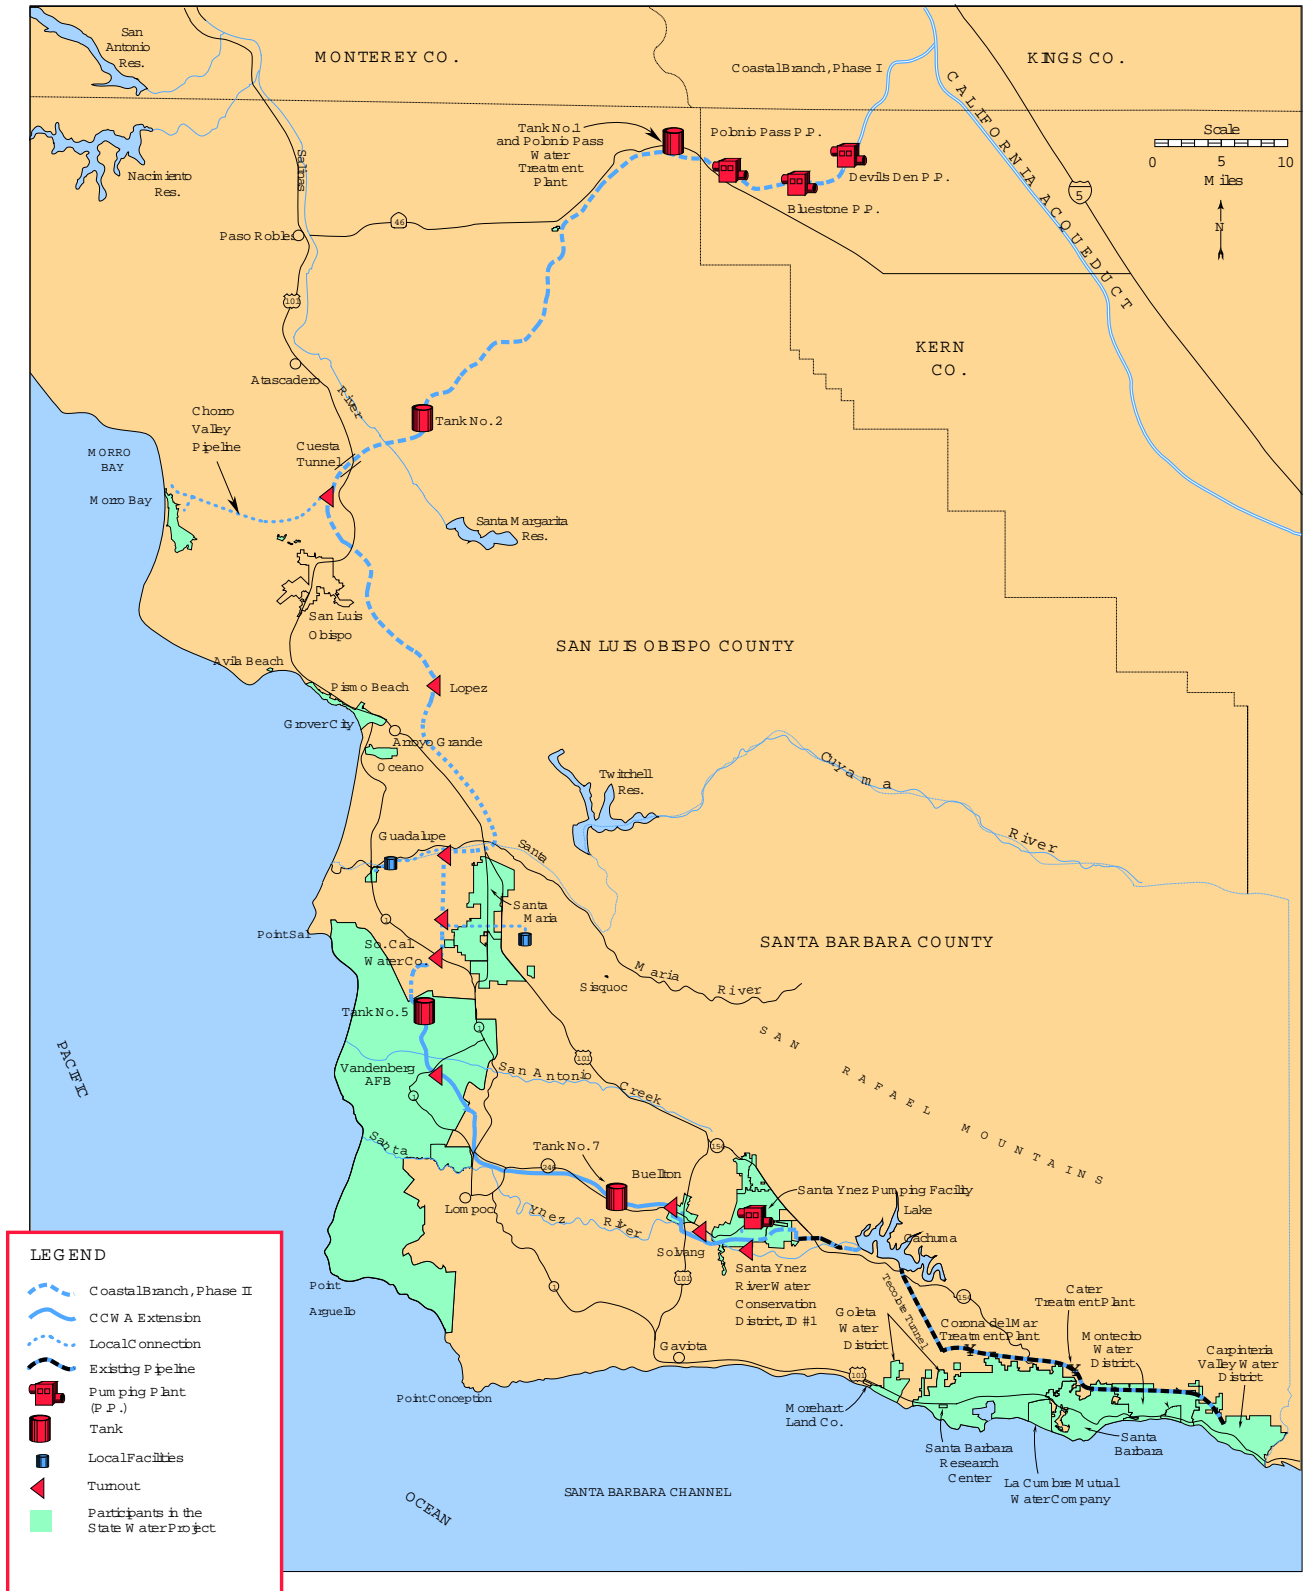 San
Antonio
Res.
MONTEREY CO.
Coastal Branch, Phase I
KINGS CO.
CALIFORNIA ACQUEDUCT
Scale
0 5 10
Miles
N
5
Tank No.1
and Polonio Pass
Water
Treatment
Plant
Polonio Pass P.P.
Devil's Den P.P.
Bluestone P.P.
Nacimiento
Res.
Salinas
River
Paso Robles
46
101
Atascadero
KERN
CO.
Chorro
Valley
Pipeline
Tank No. 2
Cuesta
Tunnel
MORRO
BAY
Morro Bay
Santa Margarita
Res.
San Luis
Obispo
SAN LUIS OBISPO COUNTY
Avila Beach
Pismo Beach
Lopez
Grover City
Arroyo Grande
Oceano
Twitchell
Res.
Cuyama
River
Guadalupe
Santa
Maria
River
1
Santa
Maria
Point Sal
So. Cal.
Water Co.
SANTA BARBARA COUNTY
Sisquoc
Tank No. 5
1
101
SAN RAFAEL MOUNTAINS
PACIFIC
Vandenberg
AFB
1
San Antonio
Creek
Santa
Ynez
River
Tank No. 7
246
154
Buellton
Santa Ynez Pumping Facility
Lake
Cachuma
Lompoc
Solvang
101
Santa Ynez
River Water
Conservation
District, ID #1
1
Point
Arguello
Tecolote Tunnel
154
Cater
Treatment Plant
Goleta
Water
District
Corona del Mar
Treatment Plant
Montecito
Water
District
Carpinteria
Valley Water
District
Gaviota
101
Point Conception
Morehart
Land Co.
Santa Barbara
Research
Center
La Cumbre Mutual
Water Company
Santa
Barbara
SANTA BARBARA CHANNEL
OCEAN
LEGEND
Coastal Branch, Phase II
CCWA Extension
Local Connection
Existing Pipeline
Pumping Plant
(P.P.)
Tank
Local Facilities
Turnout
Participants in the
State Water Project